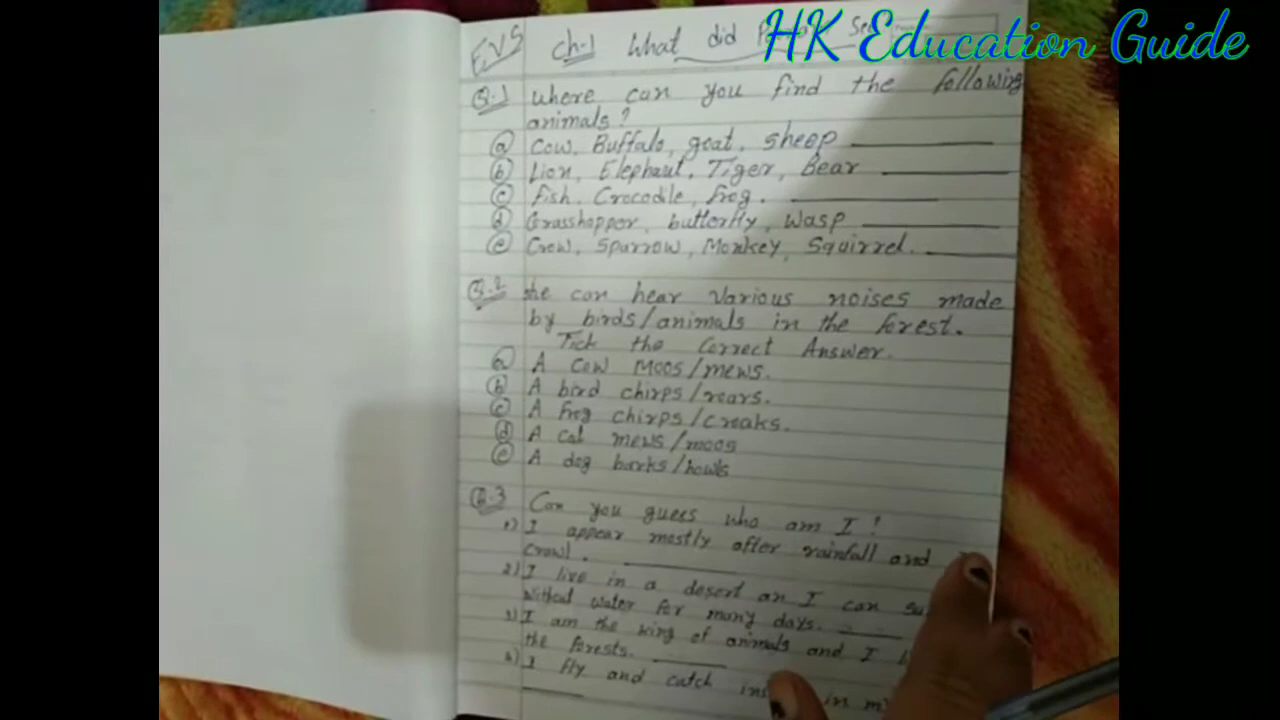 HK Education Guide
E.V.S Ch-1 What did
Q.1 Where can you find the following
animals?
(a) Cow, Buffalo, goat, sheep
(b) Lion, Elephant, Tiger, Bear
(c) Fish, Crocodile, frog.
(d) Grasshopper, butterfly, wasp
(e) Crow, Sparrow, Monkey, Squirrel.
Q.2 She can hear various noises made
by birds/animals in the forest.
Tick the Correct Answer.
(a) A cow moos/mews.
(b) A bird chirps/roars.
(c) A frog chirps/croaks.
(d) A cat mews/moos
(e) A dog barks/howls
Q.3 Can you guess who am I!
1) I appear mostly after rainfall and
crawl.
2) I live in a desert an I can
without water for many days.
3) I am the king of animals and I
the forests.
4) I fly and catch in